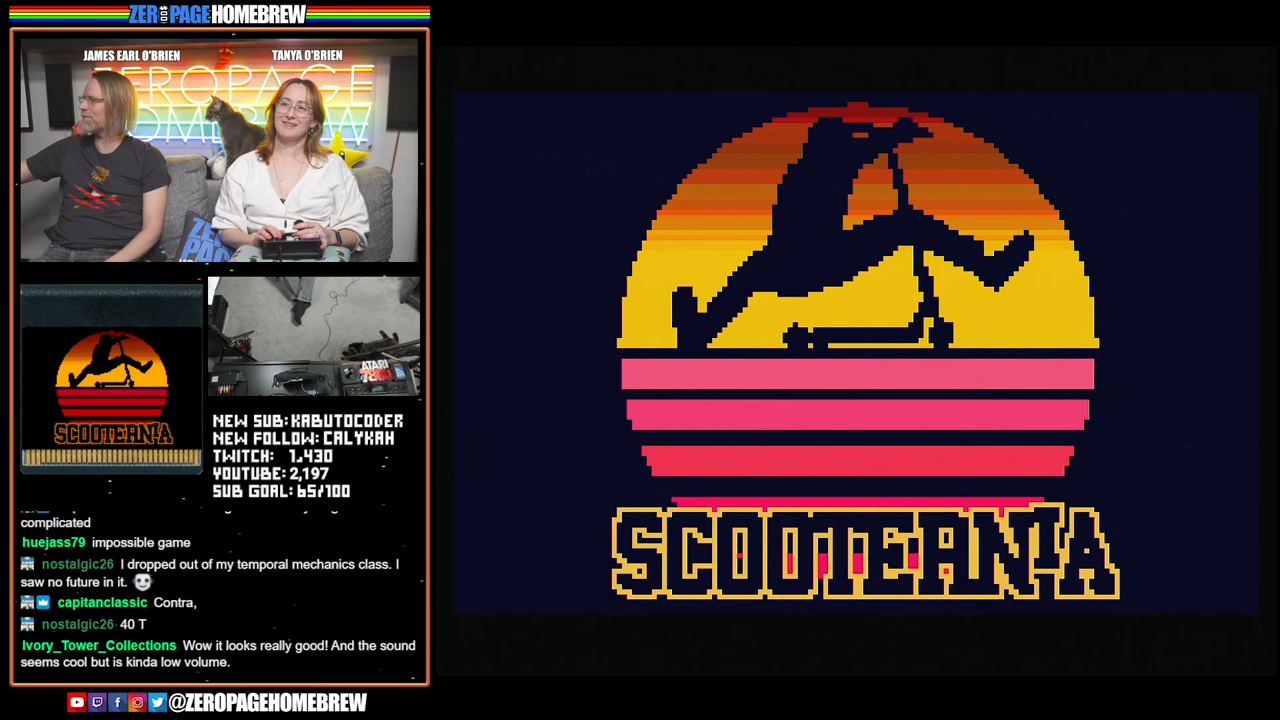 ZEROPAGEHOMEBREW
JAMES EARL O'BRIEN
TANYA O'BRIEN
ZEROPAGE
HOMEBREW
ATARI
7800
SCOOTERNIA
NEW SUB: KABUTOCODER
NEW FOLLOW: CALYKAH
TWITCH: 1,430
YOUTUBE: 2,197
SUB GOAL: 65/100
complicated
huejass79 impossible game
nostalgic26 I dropped out of my temporal mechanics class. I
saw no future in it.
capitanclassic Contra,
nostalgic26 40 T
Ivory_Tower_Collections Wow it looks really good! And the sound
seems cool but is kinda low volume.
@ZEROPAGEHOMEBREW
SCOOTERNIA